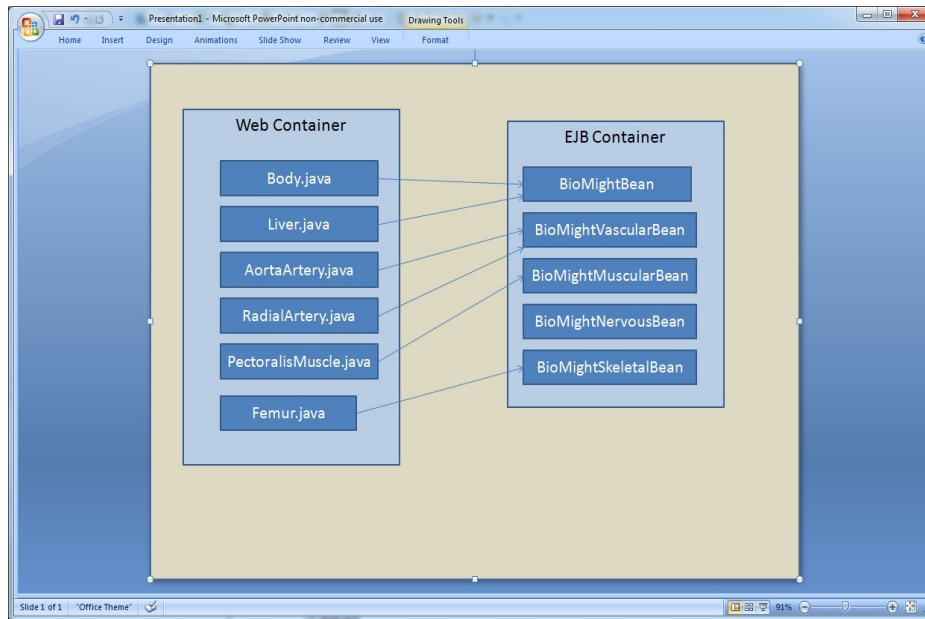 Presentation1 - Microsoft PowerPoint non-commercial use
Drawing Tools
Home Insert Design Animations Slide Show Review View Format
Web Container
Body.java
Liver.java
AortaArtery.java
RadialArtery.java
PectoralisMuscle.java
Femur.java
EJB Container
BioMightBean
BioMightVascularBean
BioMightMuscularBean
BioMightNervousBean
BioMightSkeletalBean
Slide 1 of 1 "Office Theme" 91%